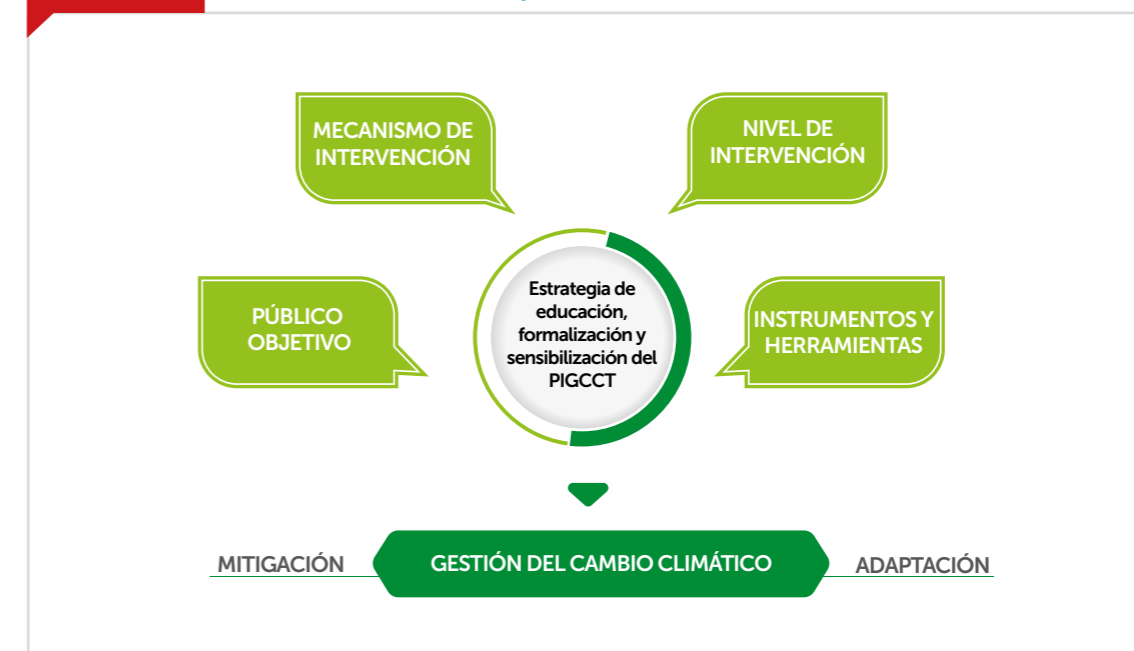 MECANISMO DE
INTERVENCIÓN
NIVEL DE
INTERVENCIÓN
PÚBLICO
OBJETIVO
Estrategia de
educación,
formalización y
sensibilización del
PIGCCT
INSTRUMENTOS Y
HERRAMIENTAS
MITIGACIÓN
GESTIÓN DEL CAMBIO CLIMÁTICO
ADAPTACIÓN